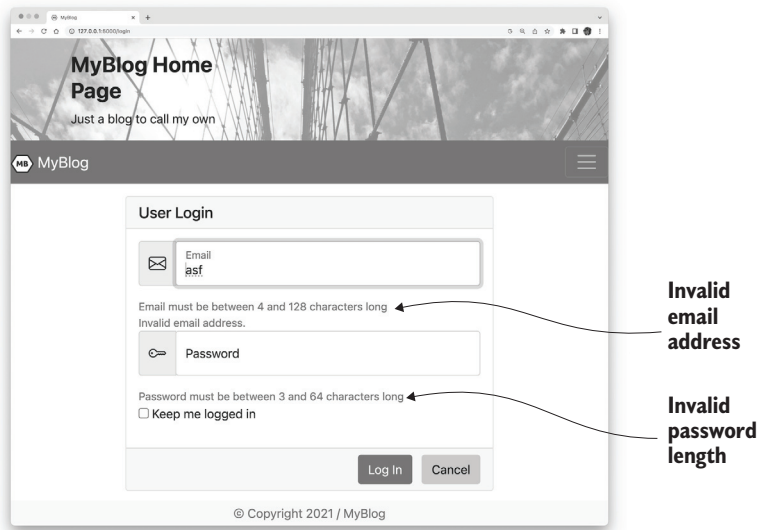 MyBlog
127.0.0.1:8000/login
MyBlog Home
Page
Just a blog to call my own
MB MyBlog
User Login
Email
asf
Email must be between 4 and 128 characters long
Invalid email address.
Password
Password must be between 3 and 64 characters long
Keep me logged in
Log In Cancel
© Copyright 2021 / MyBlog
Invalid
email
address
Invalid
password
length